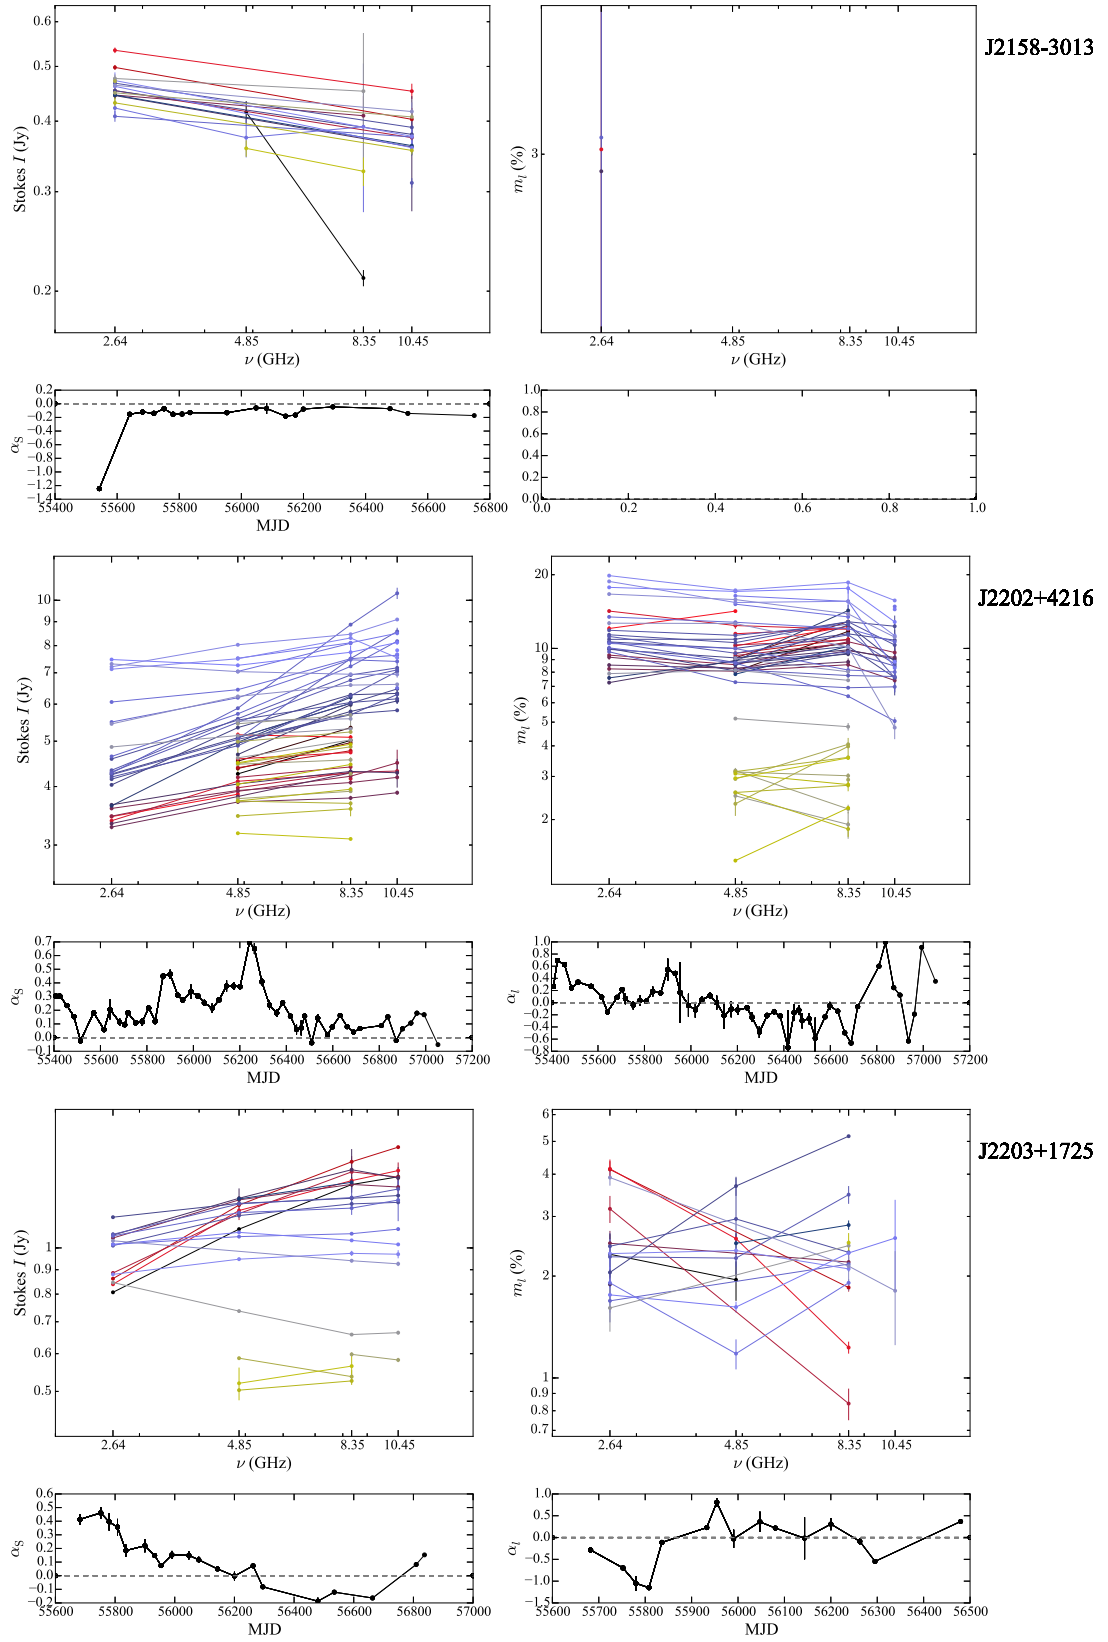 0.6
0.5
0.4
0.3
0.2
Stokes I (Jy)
2.64 4.85 8.35 10.45
ν (GHz)
3
m_l (%)
2.64 4.85 8.35 10.45
ν (GHz)
J2158-3013
0.2
0.0
−0.2
−0.4
−0.6
−0.8
−1.0
−1.2
−1.4
α_S
55400 55600 55800 56000 56200 56400 56600 56800
MJD
1.0
0.8
0.6
0.4
0.2
0.0
0.0 0.2 0.4 0.6 0.8 1.0
10
9
8
7
6
5
4
3
Stokes I (Jy)
2.64 4.85 8.35 10.45
ν (GHz)
20
10
9
8
7
6
5
4
3
2
m_l (%)
2.64 4.85 8.35 10.45
ν (GHz)
J2202+4216
0.7
0.6
0.5
0.4
0.3
0.2
0.1
0.0
−0.1
α_S
55400 55600 55800 56000 56200 56400 56600 56800 57000 57200
MJD
1.0
0.8
0.6
0.4
0.2
0.0
−0.2
−0.4
−0.6
−0.8
α_l
55400 55600 55800 56000 56200 56400 56600 56800 57000 57200
MJD
1
0.9
0.8
0.7
0.6
0.5
Stokes I (Jy)
2.64 4.85 8.35 10.45
ν (GHz)
6
5
4
3
2
1
0.9
0.8
0.7
m_l (%)
2.64 4.85 8.35 10.45
ν (GHz)
J2203+1725
0.6
0.5
0.4
0.3
0.2
0.1
0.0
−0.1
−0.2
α_S
55600 55800 56000 56200 56400 56600 56800 57000
MJD
1.0
0.5
0.0
−0.5
−1.0
−1.5
α_l
55600 55700 55800 55900 56000 56100 56200 56300 56400 56500
MJD